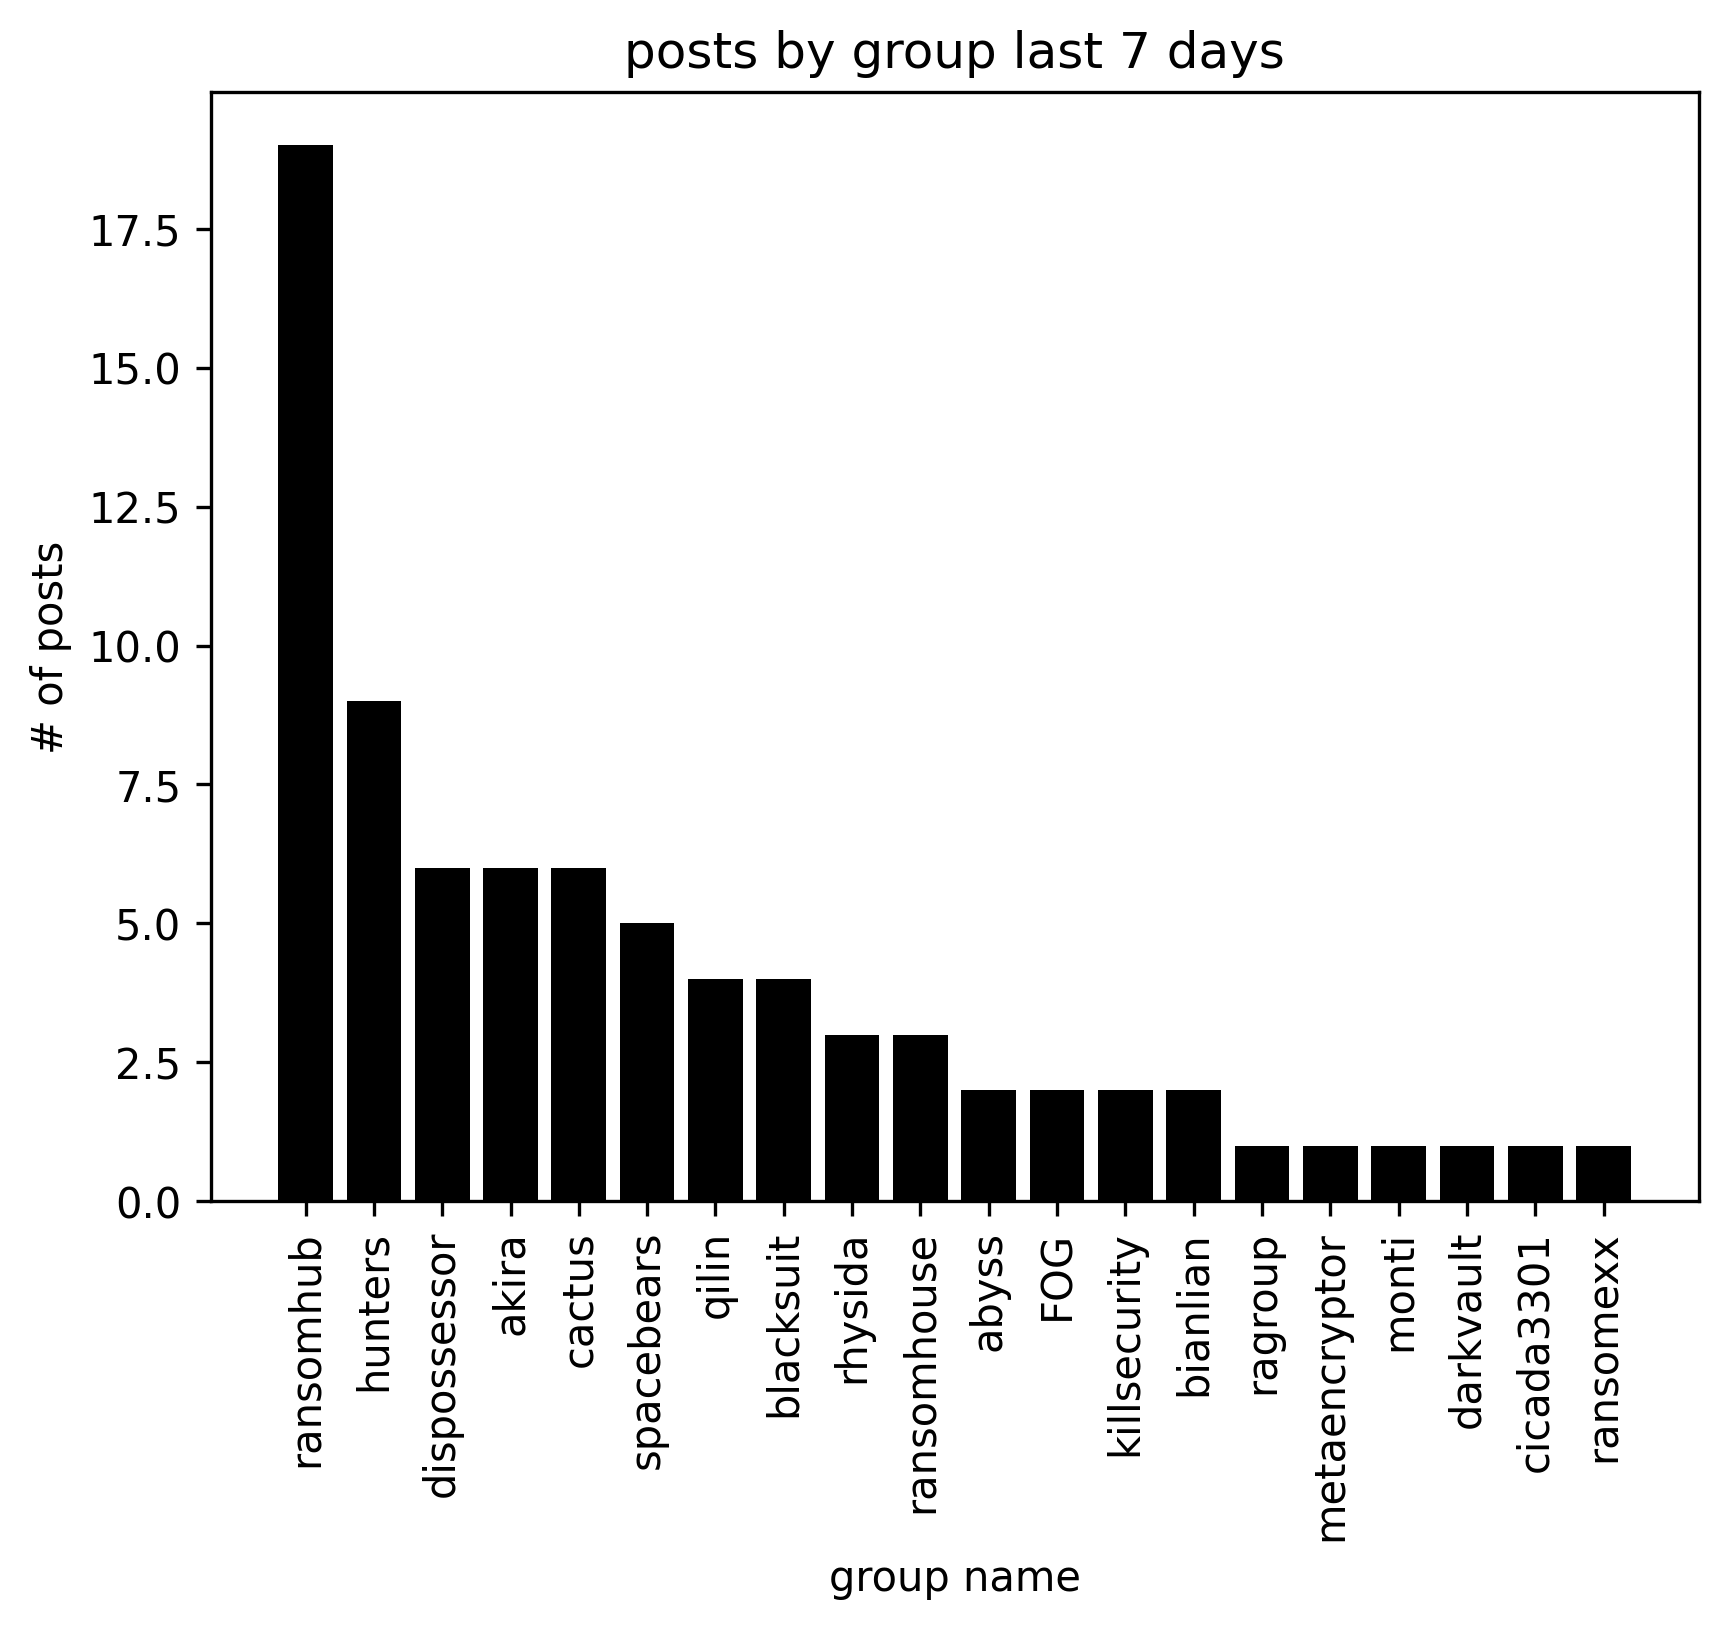 posts by group last 7 days
# of posts
17.5
15.0
12.5
10.0
7.5
5.0
2.5
0.0
ransomhub
hunters
dispossessor
akira
cactus
spacebears
qilin
blacksuit
rhysida
ransomhouse
abyss
FOG
killsecurity
bianlian
ragroup
metaencryptor
monti
darkvault
cicada3301
ransomexx
group name